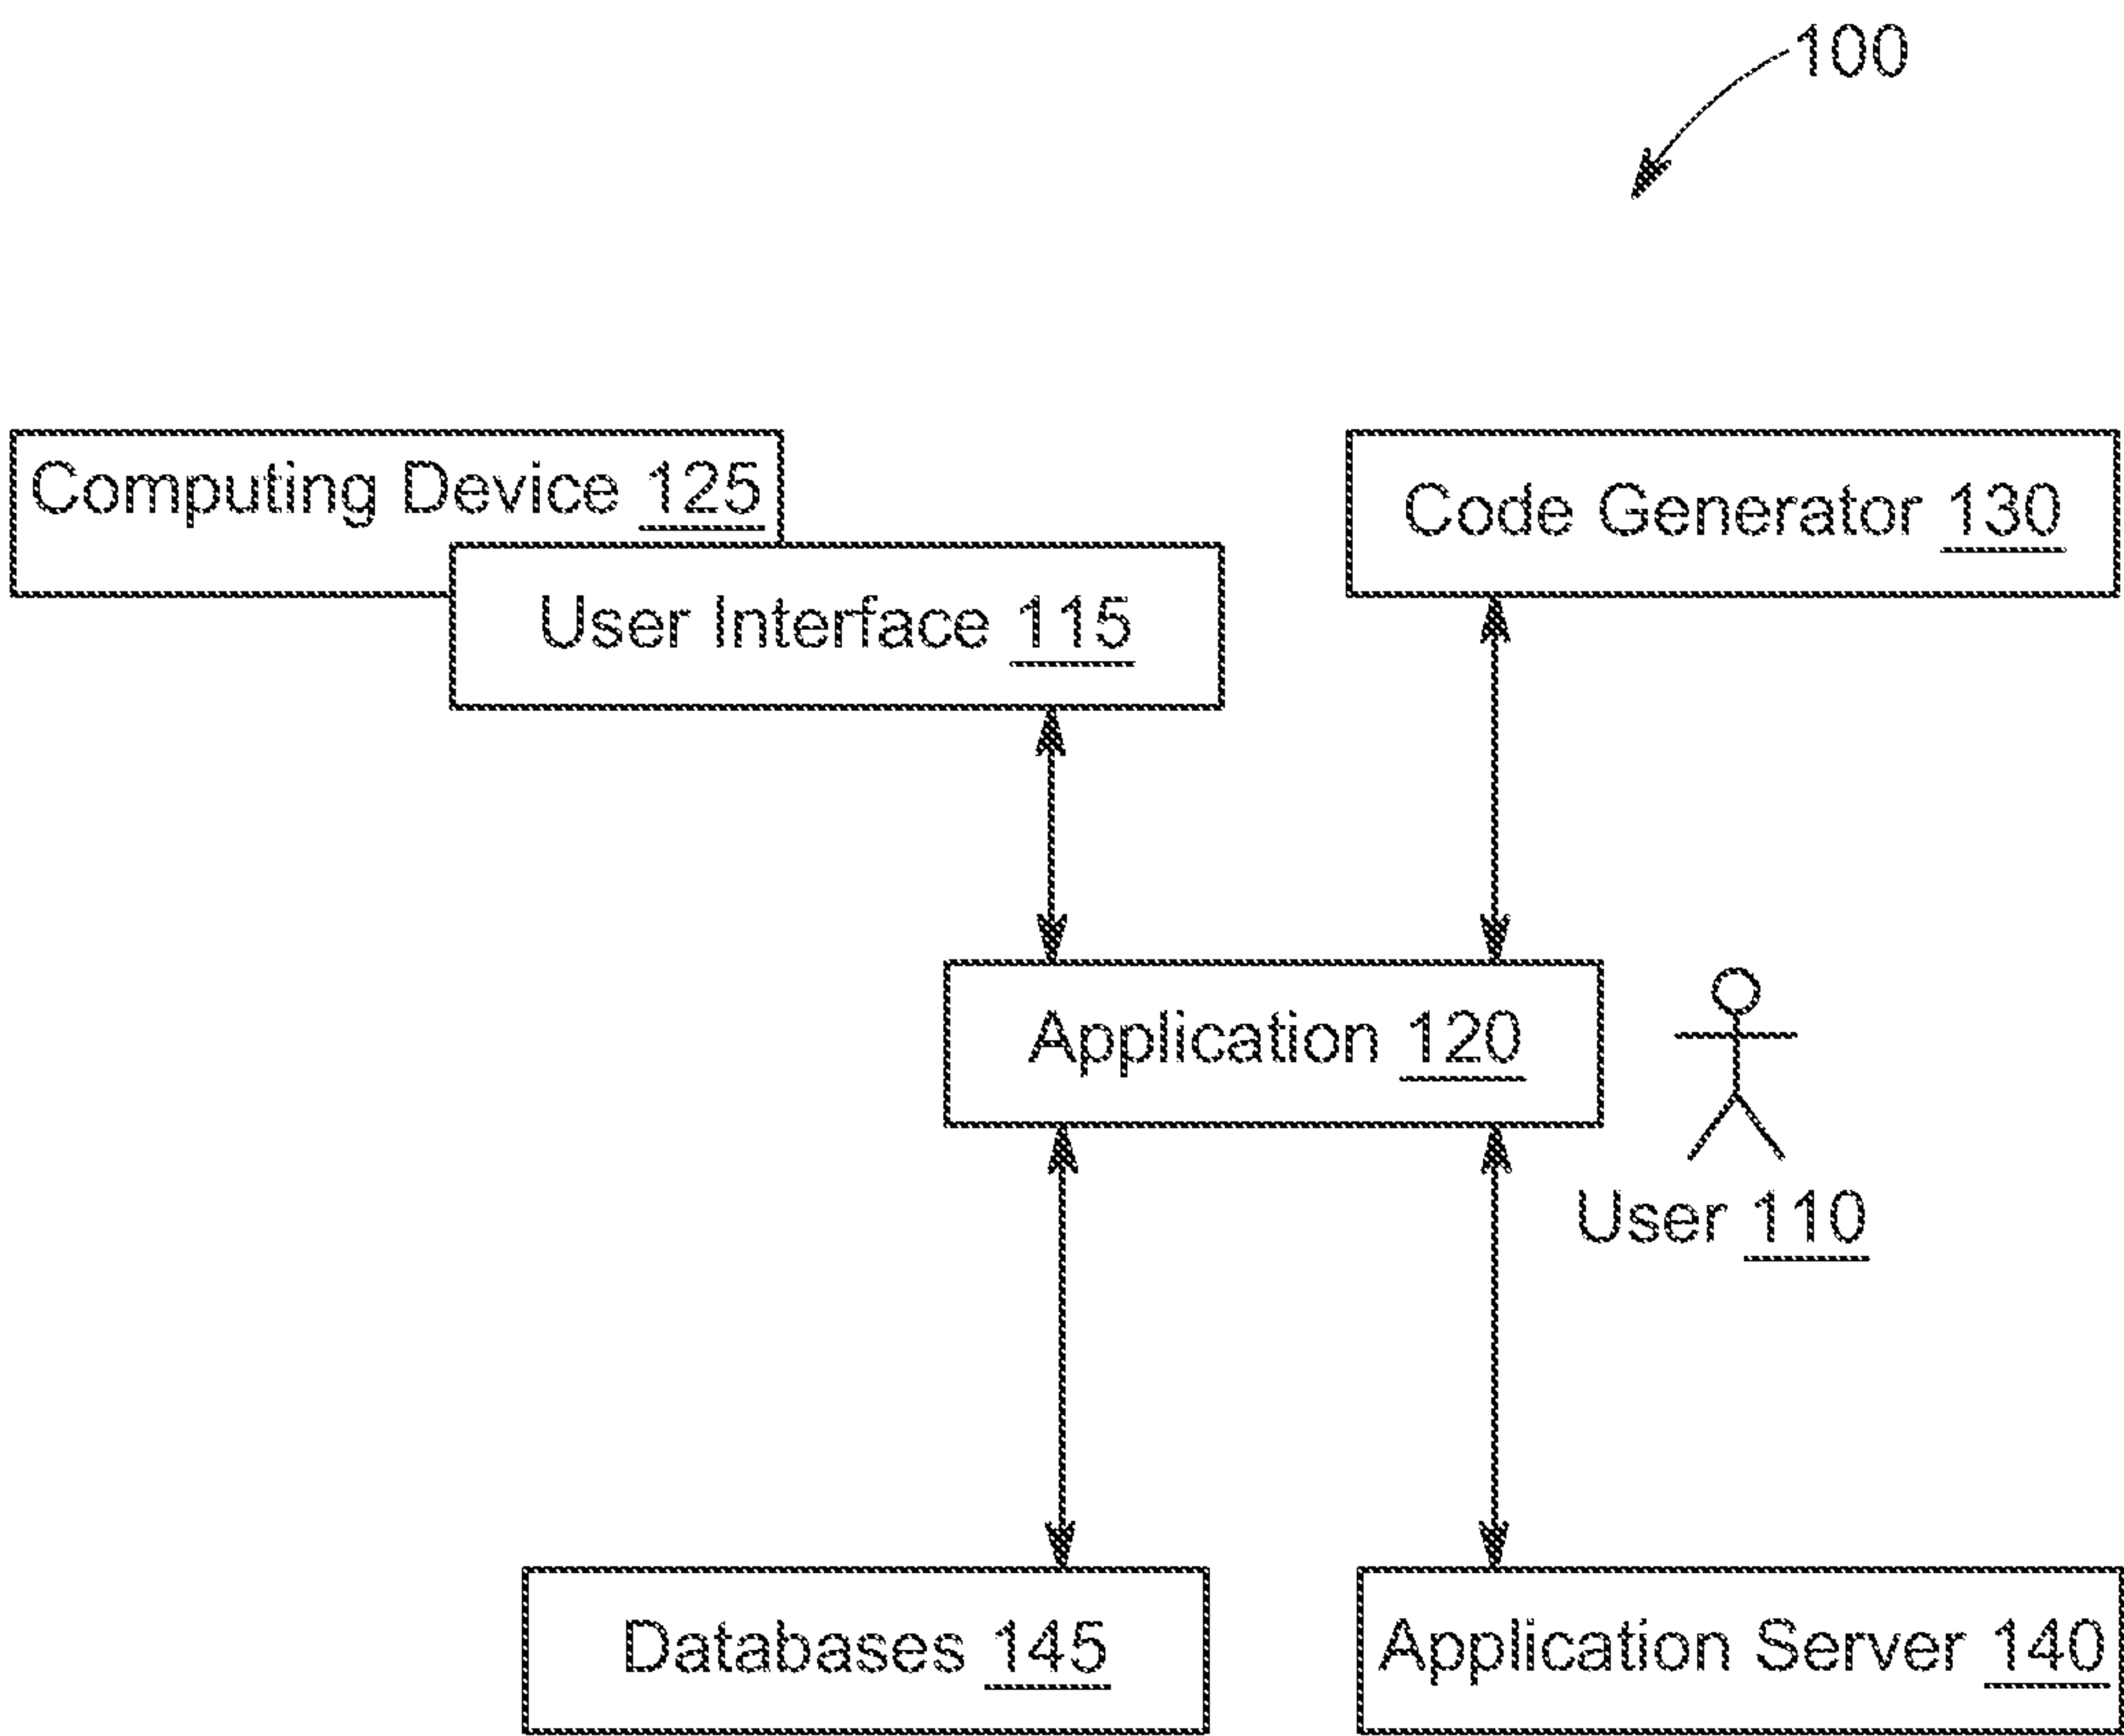 100
Computing Device 125
Code Generator 130
User Interface 115
Application 120
User 110
Databases 145
Application Server 140